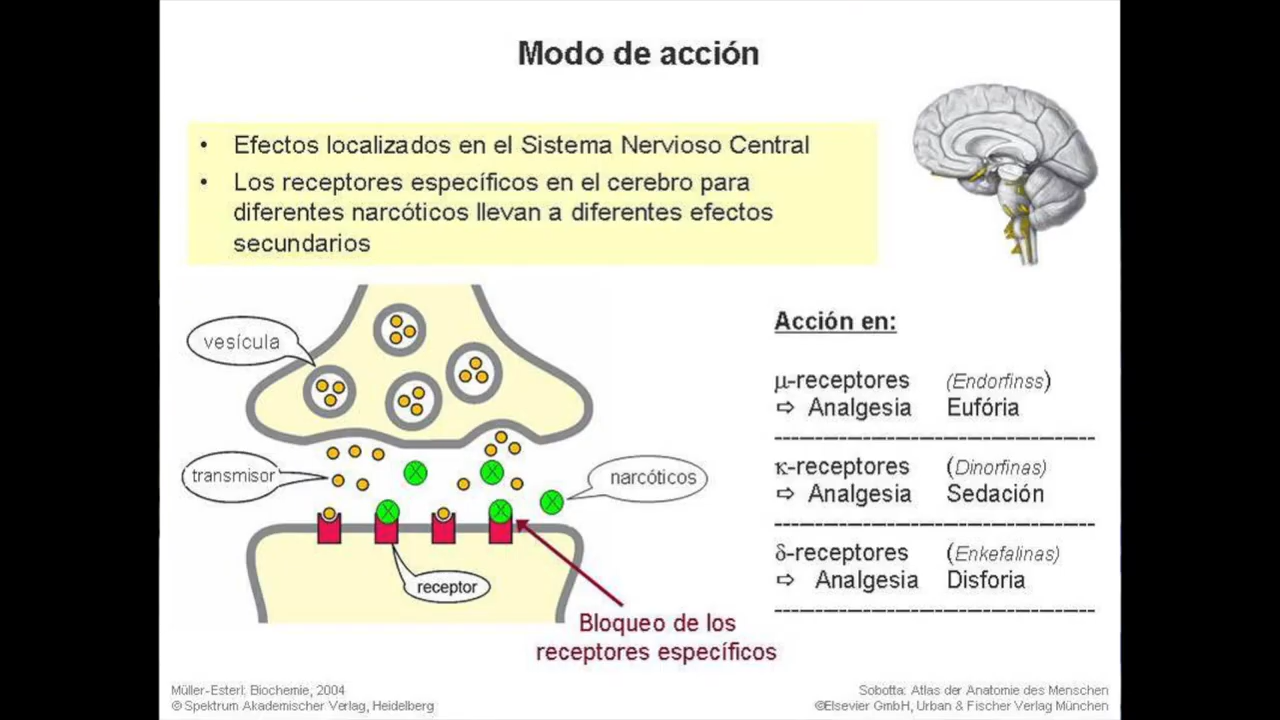 Modo de acción
• Efectos localizados en el Sistema Nervioso Central
• Los receptores específicos en el cerebro para
diferentes narcóticos llevan a diferentes efectos
secundarios
vesícula
transmisor
narcóticos
receptor
Bloqueo de los
receptores específicos
Acción en:
μ-receptores (Endorfinss)
⇨ Analgesia Eufória
----------------------------------------
κ-receptores (Dinorfinas)
⇨ Analgesia Sedación
----------------------------------------
δ-receptores (Enkefalinas)
⇨ Analgesia Disforia
----------------------------------------
X
X
X
X
X
Müller-Esterl: Biochemie, 2004
© Spektrum Akademischer Verlag, Heidelberg
Sobotta: Atlas der Anatomie des Menschen
©Elsevier GmbH, Urban & Fischer Verlag München